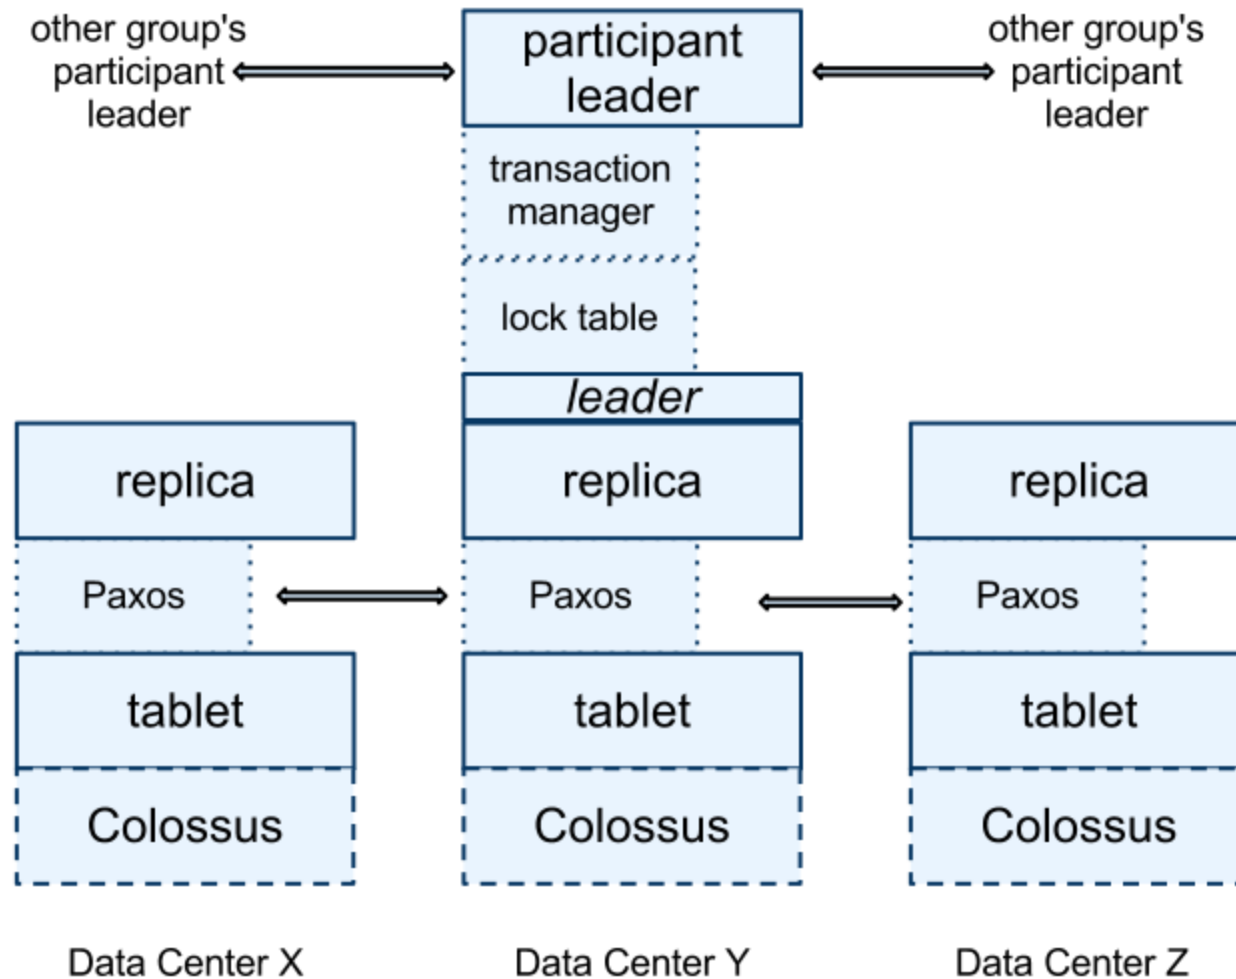 other group's
participant
leader
participant
leader
other group's
participant
leader
transaction
manager
lock table
leader
replica
replica
replica
Paxos
Paxos
Paxos
tablet
tablet
tablet
Colossus
Colossus
Colossus
Data Center X
Data Center Y
Data Center Z